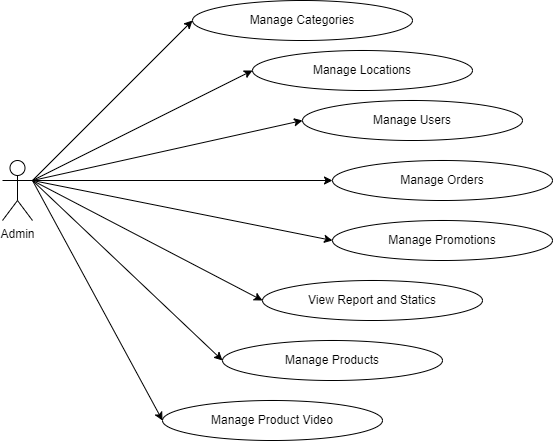 Manage Categories
Manage Locations
Manage Users
Manage Orders
Admin
Manage Promotions
View Report and Statics
Manage Products
Manage Product Video